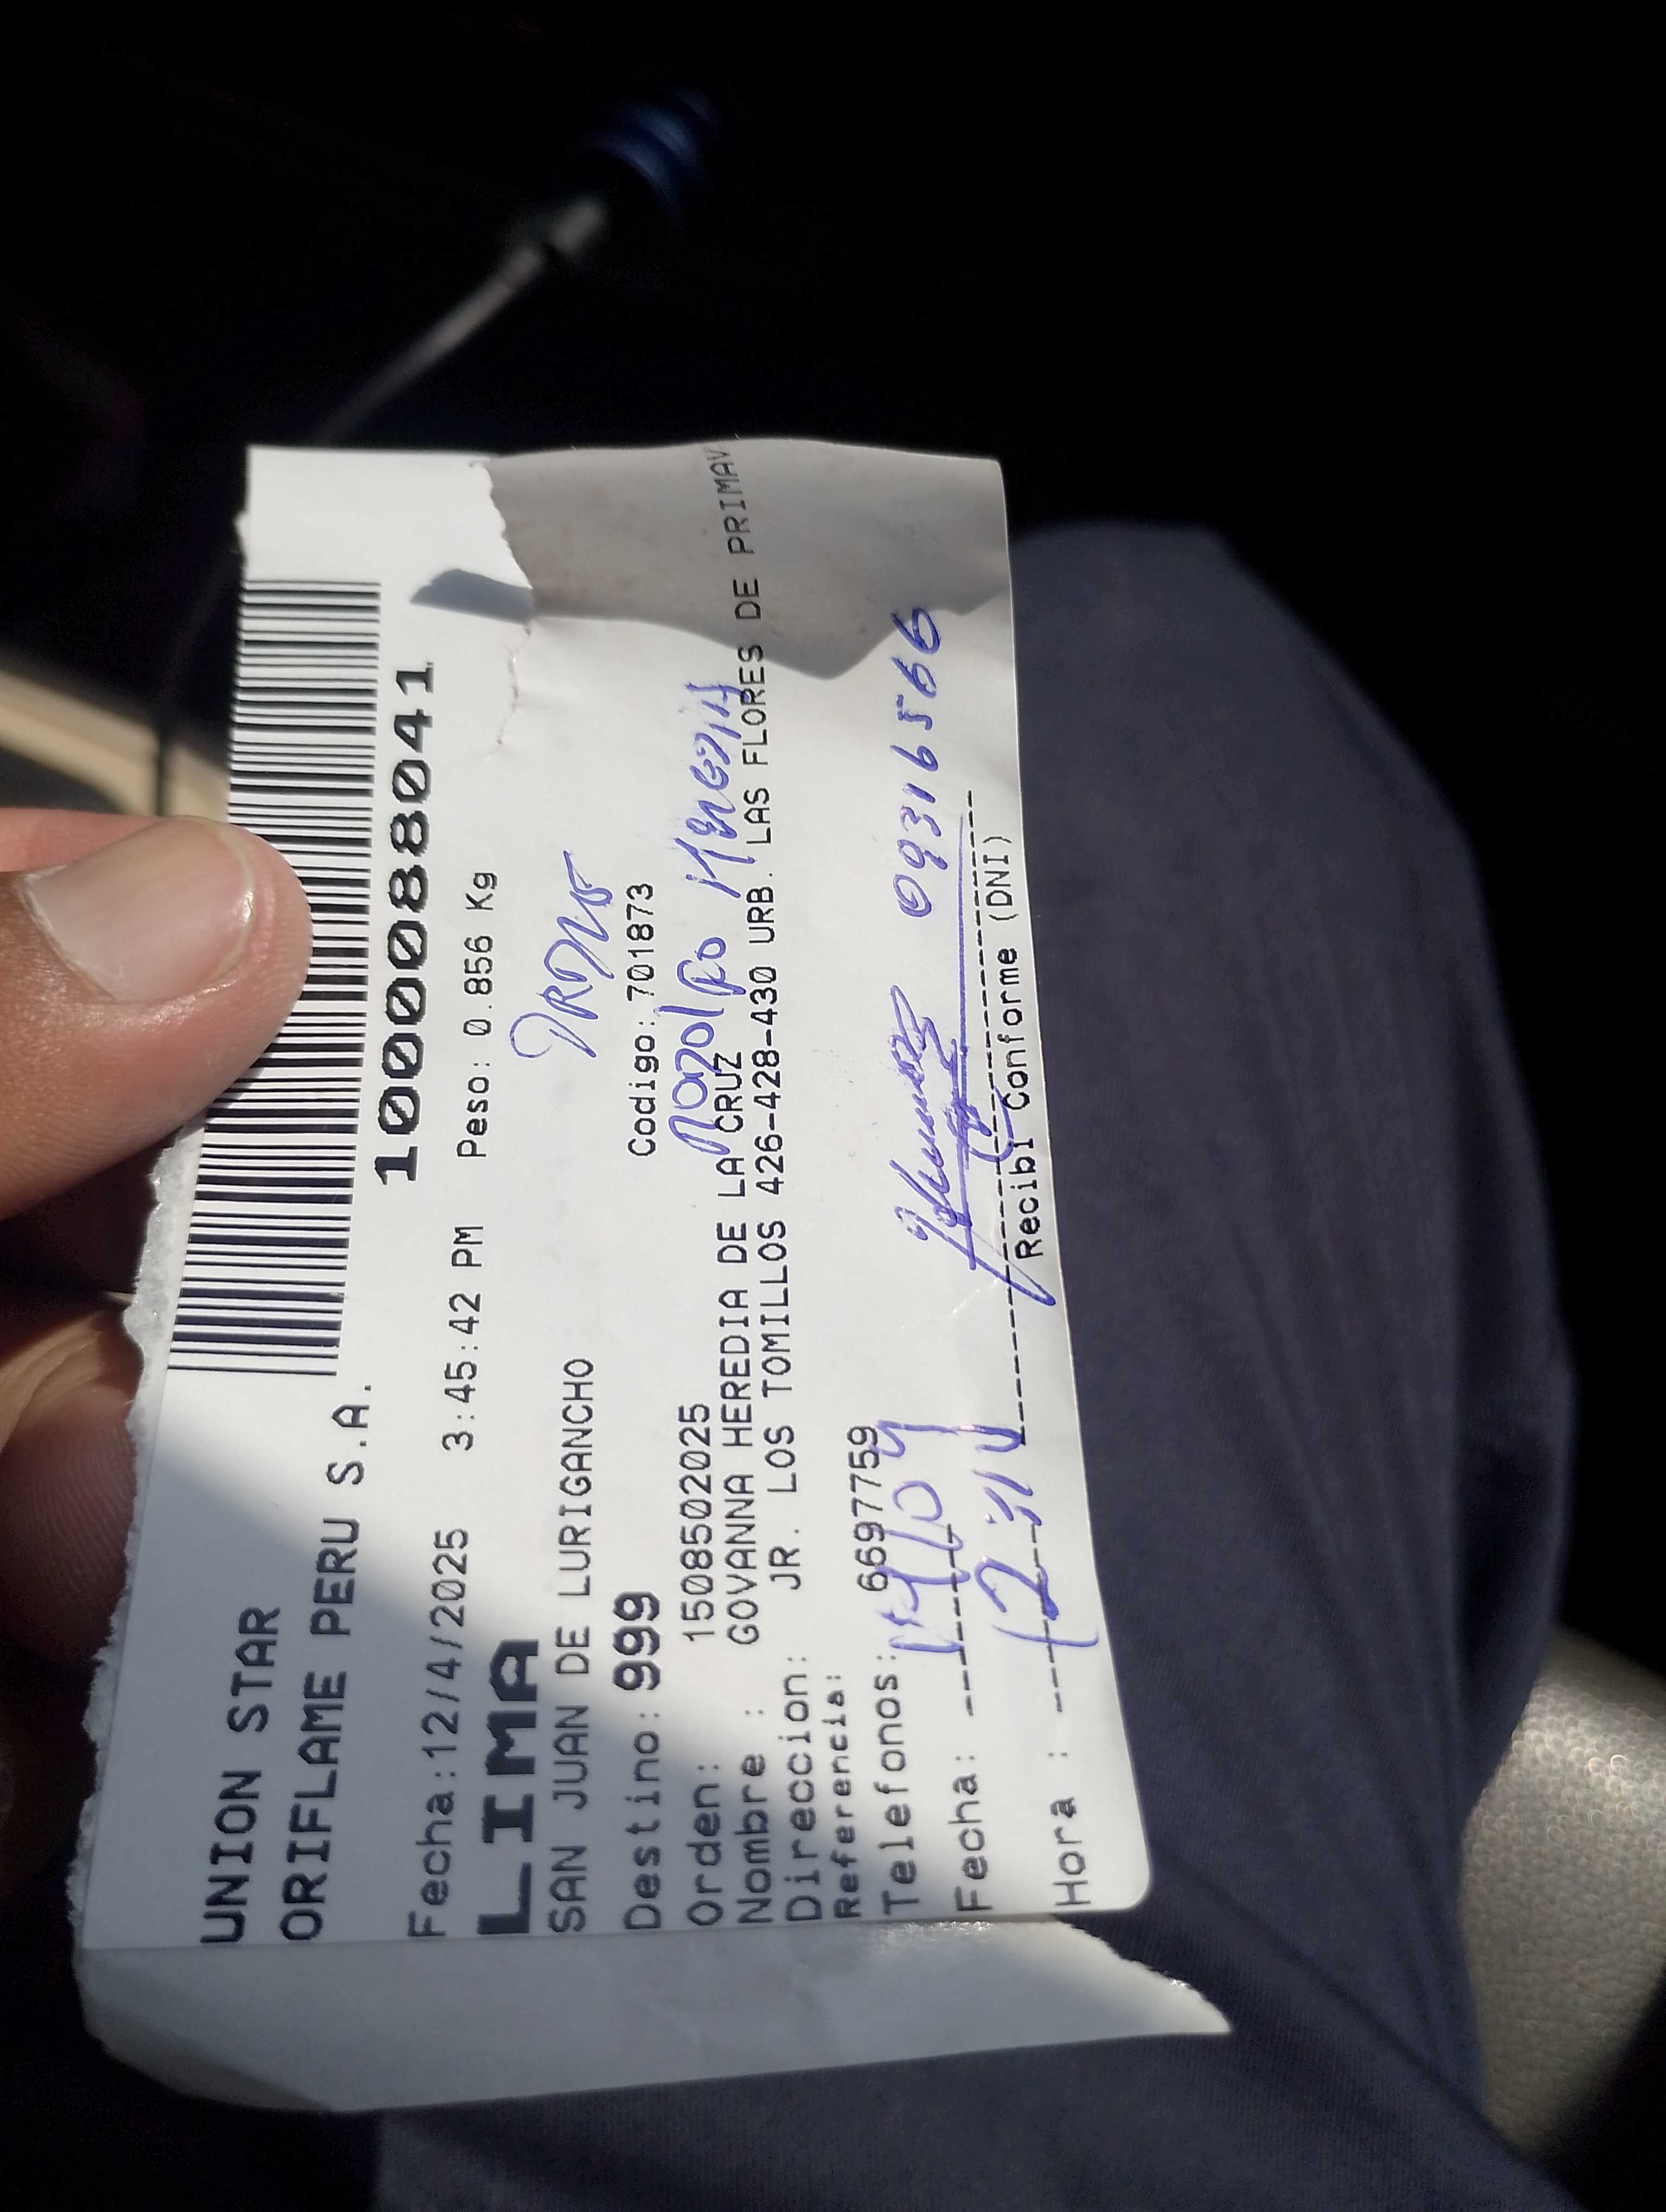 UNION STAR
ORIFLAME PERU S.A.
1000088041
Fecha:12/4/2025 3:45:42 PM Peso: 0.856 Kg
LIMA
SAN JUAN DE LURIGANCHO
Destino: 999 Codigo: 701873
Orden: 1508502025
Nombre : GOVANNA HEREDIA DE LA CRUZ
Direccion: JR. LOS TOMILLOS 426-428-430 URB. LAS FLORES DE PRIMAV
Referencia:
Telefonos: 6697759
09316566
Fecha:
Hora :
Recibi Conforme (DNI)